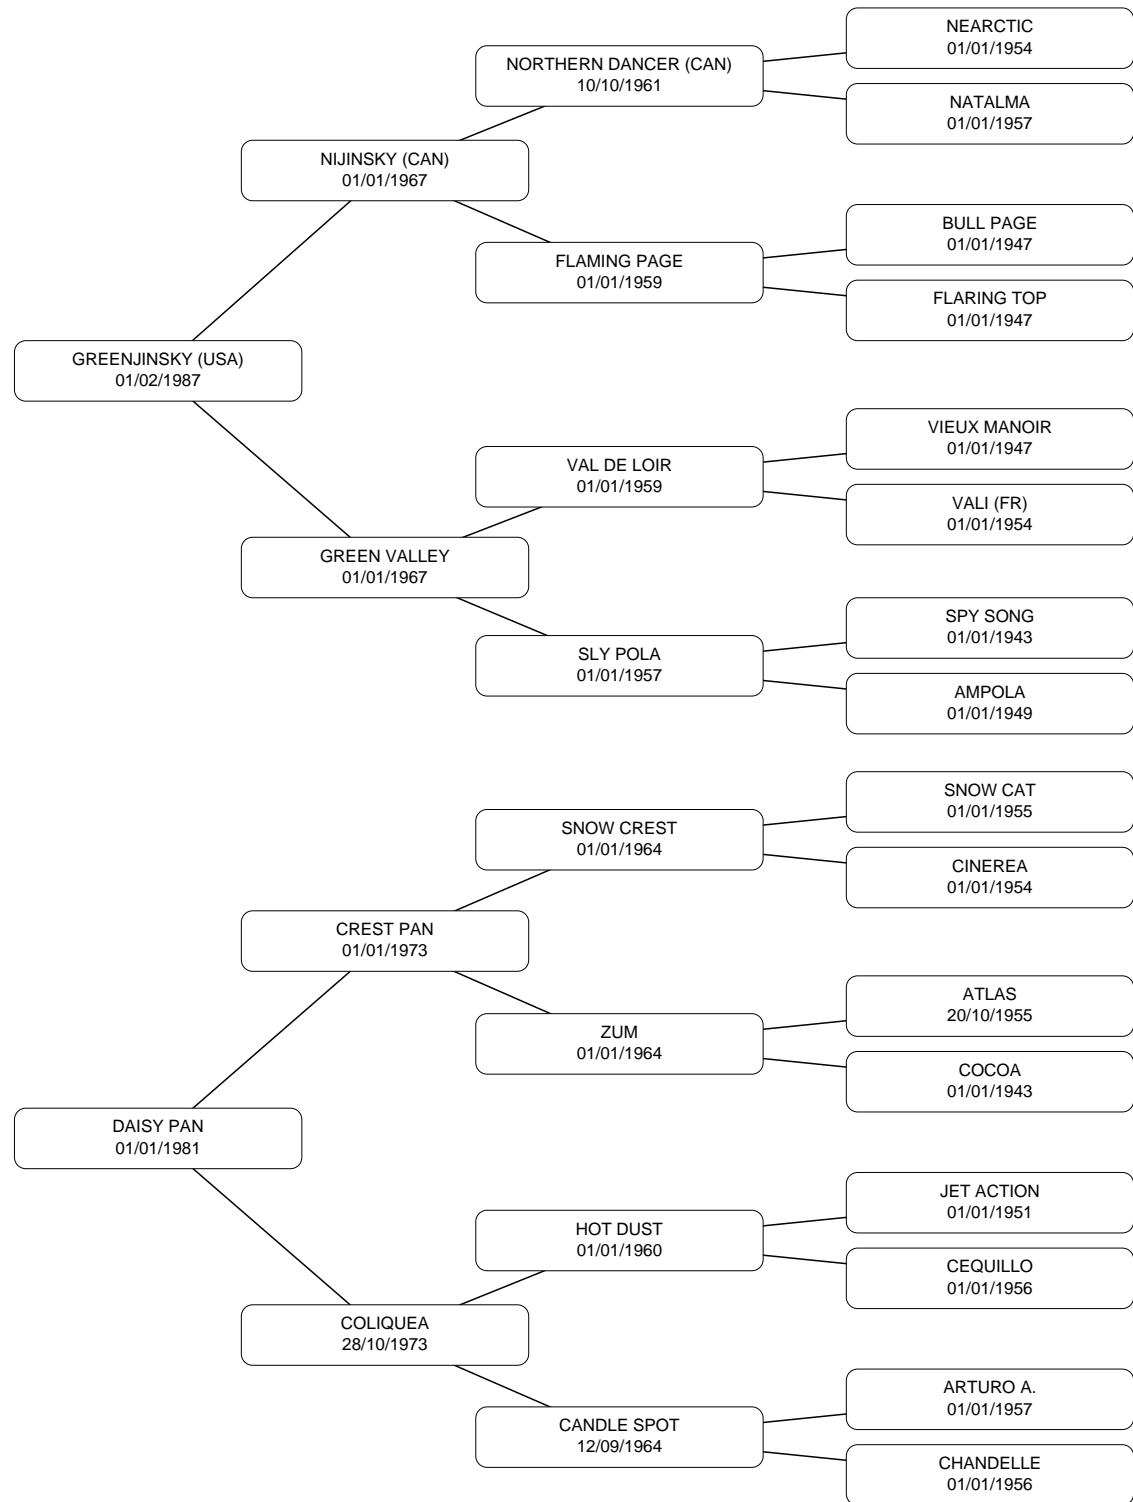 NEARCTIC
01/01/1954
NORTHERN DANCER (CAN)
10/10/1961
NATALMA
01/01/1957
NIJINSKY (CAN)
01/01/1967
BULL PAGE
01/01/1947
FLAMING PAGE
01/01/1959
FLARING TOP
01/01/1947
GREENJINSKY (USA)
01/02/1987
VIEUX MANOIR
01/01/1947
VAL DE LOIR
01/01/1959
VALI (FR)
01/01/1954
GREEN VALLEY
01/01/1967
SPY SONG
01/01/1943
SLY POLA
01/01/1957
AMPOLA
01/01/1949
SNOW CAT
01/01/1955
SNOW CREST
01/01/1964
CINEREA
01/01/1954
CREST PAN
01/01/1973
ATLAS
20/10/1955
ZUM
01/01/1964
COCOA
01/01/1943
DAISY PAN
01/01/1981
JET ACTION
01/01/1951
HOT DUST
01/01/1960
CEQUILLO
01/01/1956
COLIQUEA
28/10/1973
ARTURO A.
01/01/1957
CANDLE SPOT
12/09/1964
CHANDELLE
01/01/1956